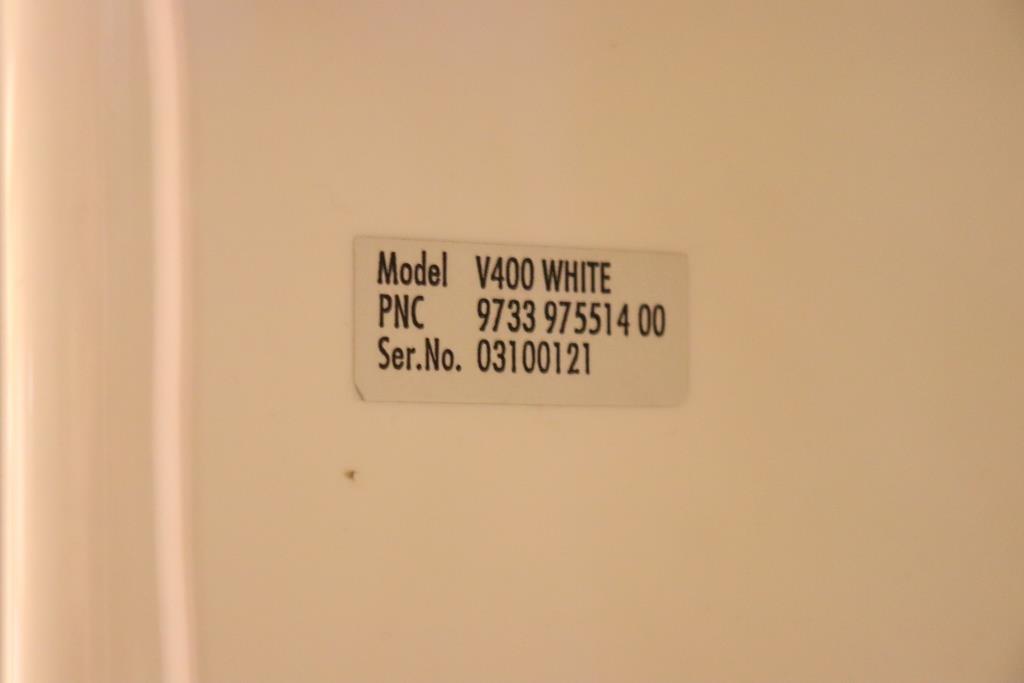 Model V400 WHITE
PNC 9733 975514 00
Ser.No. 03100121